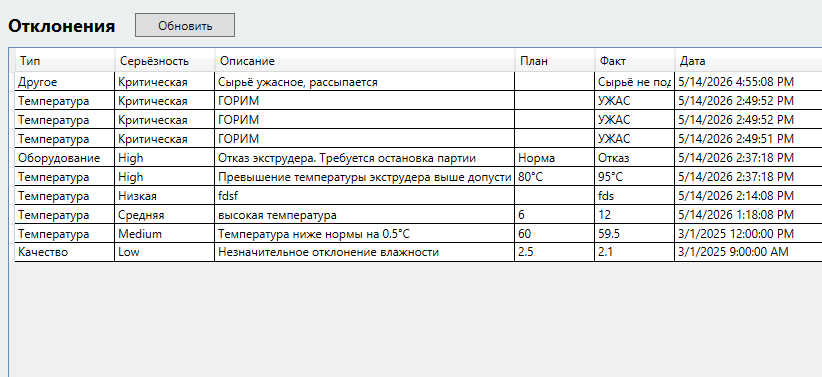 Отклонения Обновить
Тип Серьёзность Описание План Факт Дата
Другое Критическая Сырьё ужасное, рассыпается Сырьё не под 5/14/2026 4:55:08 PM
Температура Критическая ГОРИМ УЖАС 5/14/2026 2:49:52 PM
Температура Критическая ГОРИМ УЖАС 5/14/2026 2:49:52 PM
Температура Критическая ГОРИМ УЖАС 5/14/2026 2:49:51 PM
Оборудование High Отказ экструдера. Требуется остановка партии Норма Отказ 5/14/2026 2:37:18 PM
Температура High Превышение температуры экструдера выше допусти 80°C 95°C 5/14/2026 2:37:18 PM
Температура Низкая fdsf fds 5/14/2026 2:14:08 PM
Температура Средняя высокая температура 6 12 5/14/2026 1:18:08 PM
Температура Medium Температура ниже нормы на 0.5°C 60 59.5 3/1/2025 12:00:00 PM
Качество Low Незначительное отклонение влажности 2.5 2.1 3/1/2025 9:00:00 AM